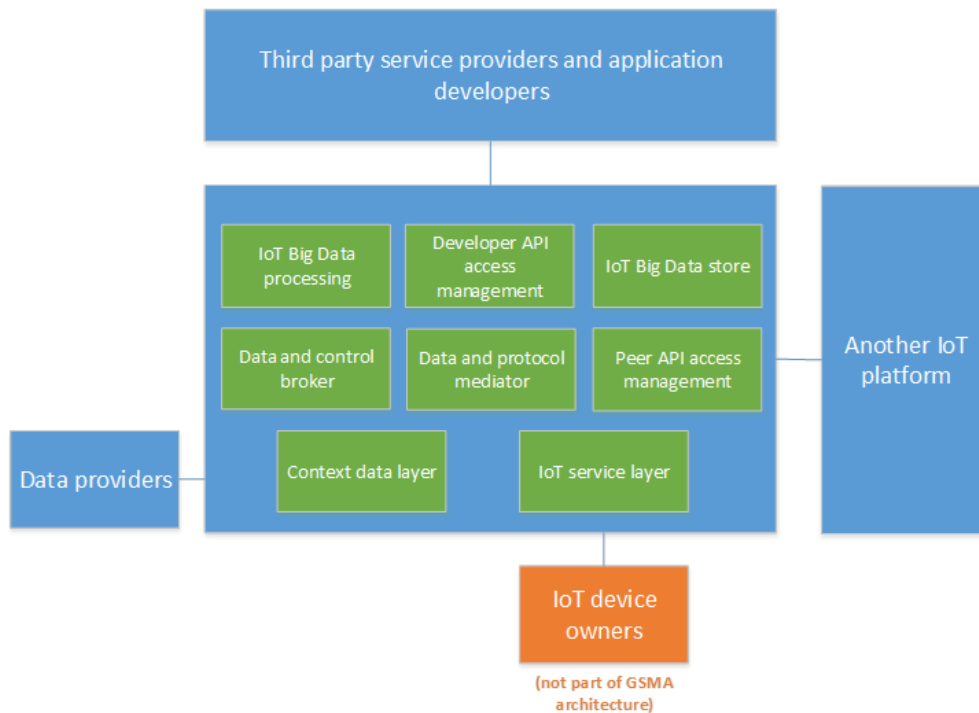 Third party service providers and application
developers
IoT Big Data
processing
Developer API
access
management
IoT Big Data store
Data and control
broker
Data and protocol
mediator
Peer API access
management
Another IoT
platform
Data providers
Context data layer
IoT service layer
IoT device
owners
(not part of GSMA
architecture)